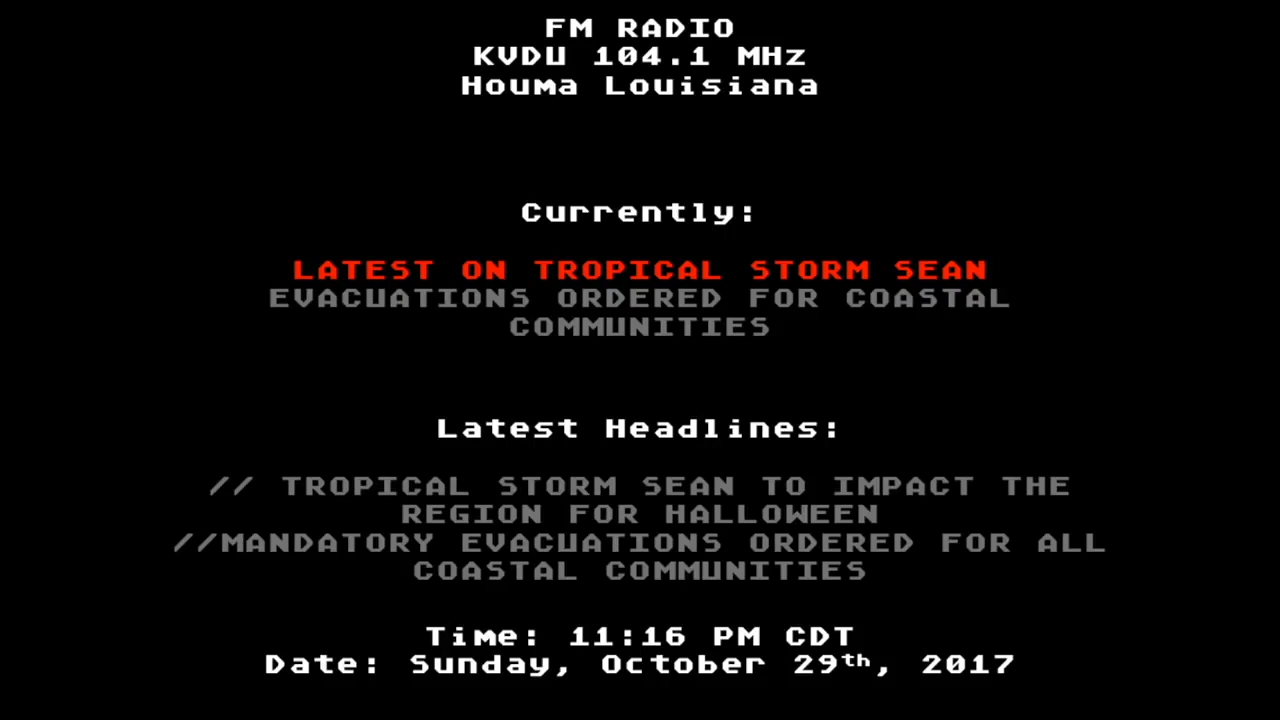 FM RADIO
KVDU 104.1 MHz
Houma Louisiana
Currently:
LATEST ON TROPICAL STORM SEAN
EVACUATIONS ORDERED FOR COASTAL
COMMUNITIES
Latest Headlines:
// TROPICAL STORM SEAN TO IMPACT THE
REGION FOR HALLOWEEN
//MANDATORY EVACUATIONS ORDERED FOR ALL
COASTAL COMMUNITIES
Time: 11:16 PM CDT
Date: Sunday, October 29ᵗʰ, 2017